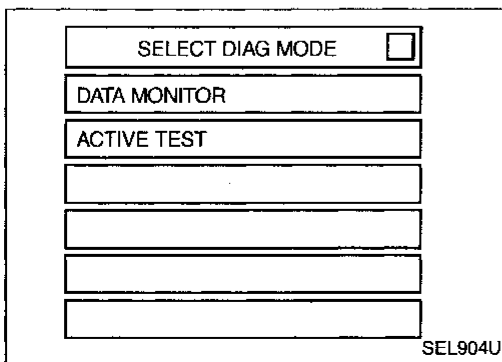 SELECT DIAG MODE
DATA MONITOR
ACTIVE TEST
SEL904U